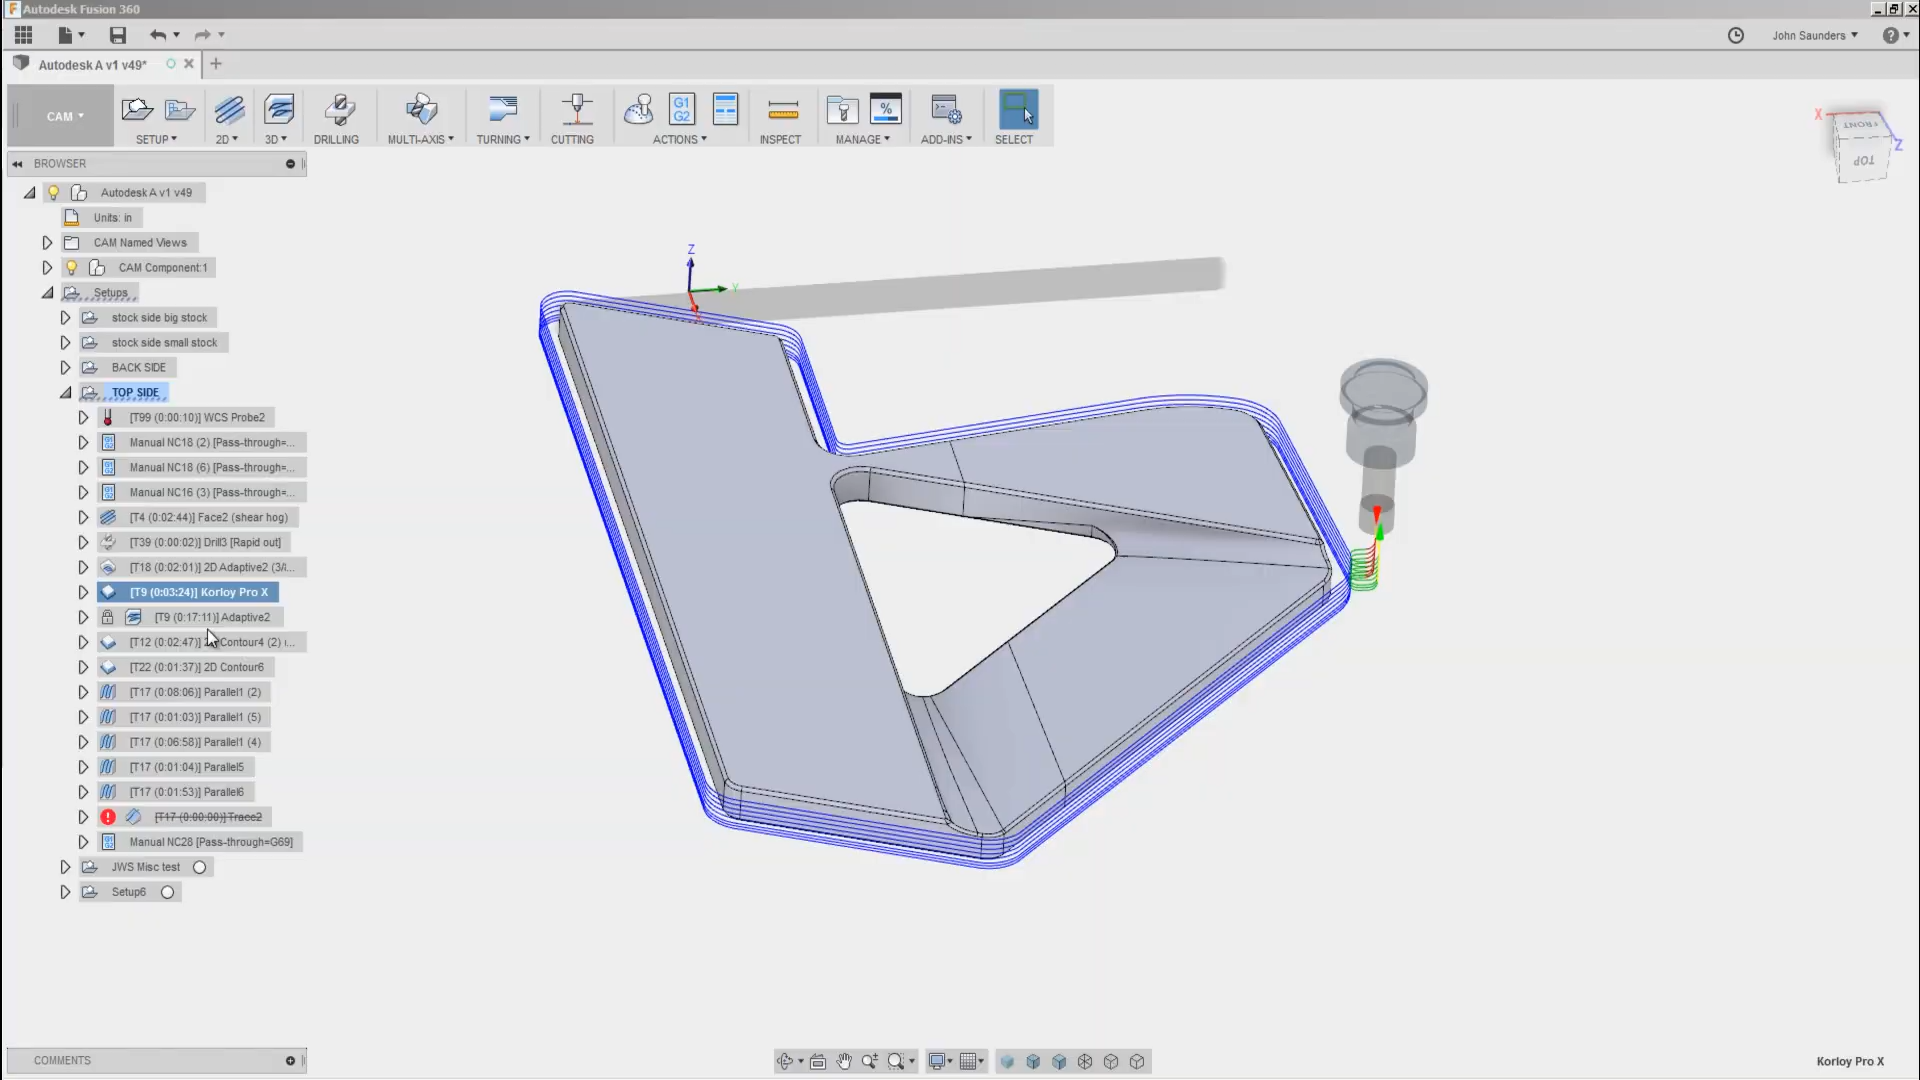 Autodesk Fusion 360
John Saunders
Autodesk A v1 v49*
CAM
SETUP
2D
3D
DRILLING
MULTI-AXIS
TURNING
CUTTING
G1
G2
ACTIONS
INSPECT
%
MANAGE
ADD-INS
SELECT
X
FRONT
Z
TOP
BROWSER
Autodesk A v1 v49
Units: in
CAM Named Views
CAM Component:1
Setups
stock side big stock
stock side small stock
BACK SIDE
TOP SIDE
[T99 (0:00:10)] WCS Probe2
Manual NC18 (2) [Pass-through=...
Manual NC18 (6) [Pass-through=...
Manual NC16 (3) [Pass-through=...
[T4 (0:02:44)] Face2 (shear hog)
[T39 (0:00:02)] Drill3 [Rapid out]
[T18 (0:02:01)] 2D Adaptive2 (3/...
[T9 (0:03:24)] Korloy Pro X
[T9 (0:17:11)] Adaptive2
[T12 (0:02:47)] Contour4 (2) ...
[T22 (0:01:37)] 2D Contour6
[T17 (0:08:06)] Parallel1 (2)
[T17 (0:01:03)] Parallel1 (5)
[T17 (0:06:58)] Parallel1 (4)
[T17 (0:01:04)] Parallel5
[T17 (0:01:53)] Parallel6
[T17 (0:00:00)] Trace2
Manual NC28 [Pass-through=G69]
JWS Misc test
Setup6
Z
Y
X
COMMENTS
Korloy Pro X